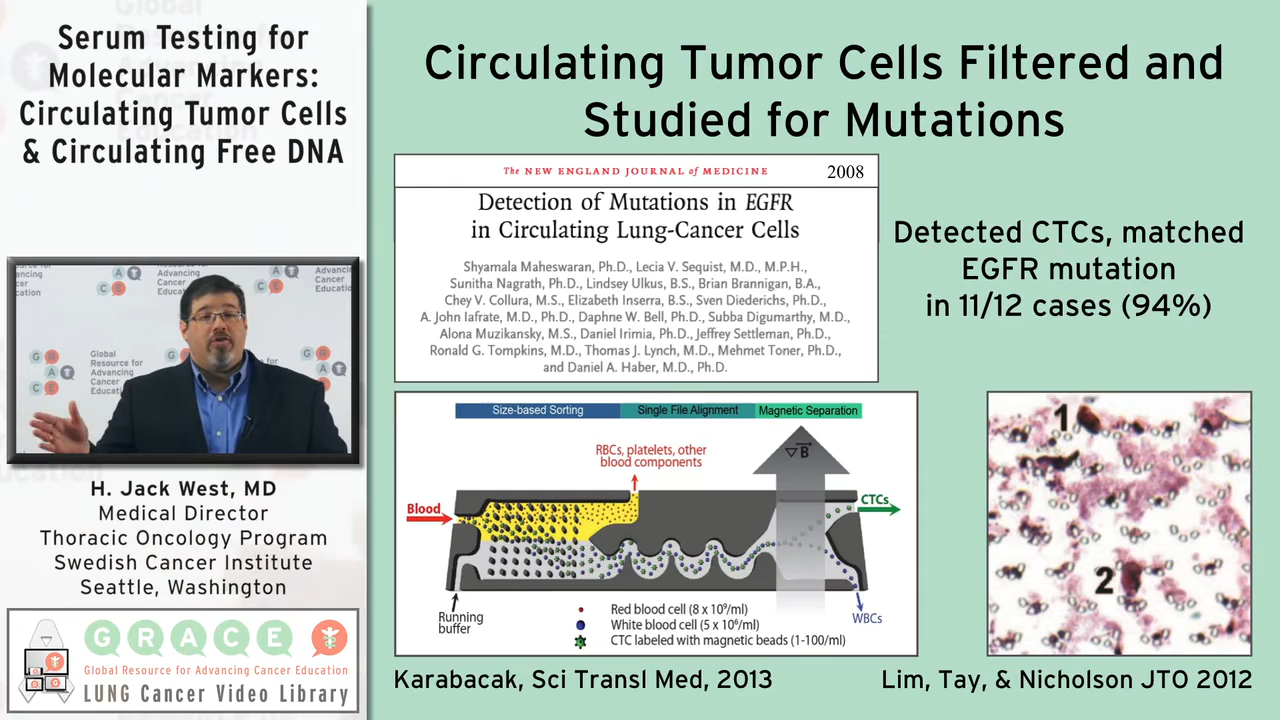 Serum Testing for
Molecular Markers:
Circulating Tumor Cells
& Circulating Free DNA
H. Jack West, MD
Medical Director
Thoracic Oncology Program
Swedish Cancer Institute
Seattle, Washington
GRACE
Global Resource for Advancing Cancer Education
LUNG Cancer Video Library
Circulating Tumor Cells Filtered and
Studied for Mutations
The NEW ENGLAND JOURNAL of MEDICINE 2008
Detection of Mutations in EGFR
in Circulating Lung-Cancer Cells
Shyamala Maheswaran, Ph.D., Lecia V. Sequist, M.D., M.P.H.,
Sunitha Nagrath, Ph.D., Lindsey Ulkus, B.S., Brian Brannigan, B.A.,
Chey V. Collura, M.S., Elizabeth Inserra, B.S., Sven Diederichs, Ph.D.,
A. John Iafrate, M.D., Ph.D., Daphne W. Bell, Ph.D., Subba Digumarthy, M.D.,
Alona Muzikansky, M.S., Daniel Irimia, Ph.D., Jeffrey Settleman, Ph.D.,
Ronald G. Tompkins, M.D., Thomas J. Lynch, M.D., Mehmet Toner, Ph.D.,
and Daniel A. Haber, M.D., Ph.D.
Detected CTCs, matched
EGFR mutation
in 11/12 cases (94%)
Size-based Sorting Single File Alignment Magnetic Separation
RBCs, platelets, other
blood components
▽B
Blood
CTCs
Running
buffer
WBCs
Red blood cell (8 x 10⁹/ml)
White blood cell (5 x 10⁶/ml)
CTC labeled with magnetic beads (1-100/ml)
1
2
Karabacak, Sci Transl Med, 2013
Lim, Tay, & Nicholson JTO 2012
Global
Resource for
Advancing
Cancer
Education